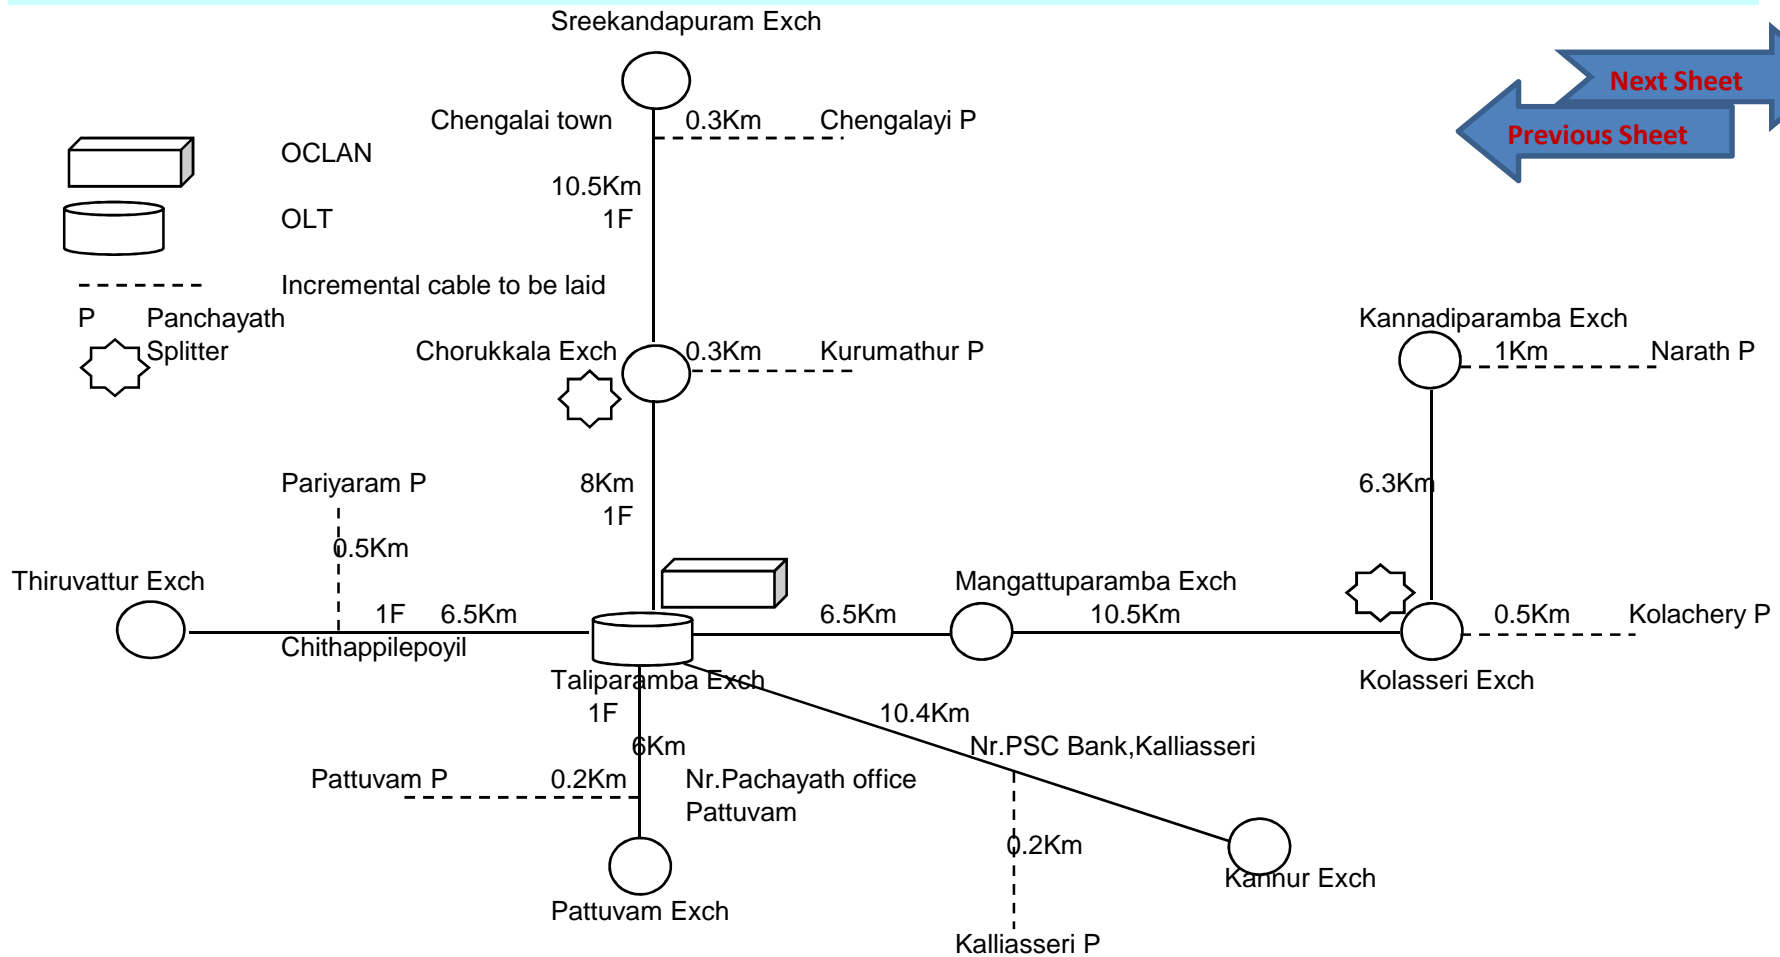 Sreekandapuram Exch
Next Sheet
Chengalai town 0.3Km Chengalayi P
Previous Sheet
OCLAN
10.5Km
OLT 1F
Incremental cable to be laid
P Panchayath
Kannadiparamba Exch
Splitter Chorukkala Exch 0.3Km Kurumathur P 1Km Narath P
Pariyaram P 8Km 6.3Km
1F
0.5Km
Thiruvattur Exch Mangattuparamba Exch
1F 6.5Km 6.5Km 10.5Km 0.5Km Kolachery P
Chithappilepoyil
Taliparamba Exch Kolasseri Exch
1F 10.4Km
6Km Nr.PSC Bank,Kalliasseri
Pattuvam P 0.2Km Nr.Pachayath office
Pattuvam
0.2Km
Kannur Exch
Pattuvam Exch
Kalliasseri P